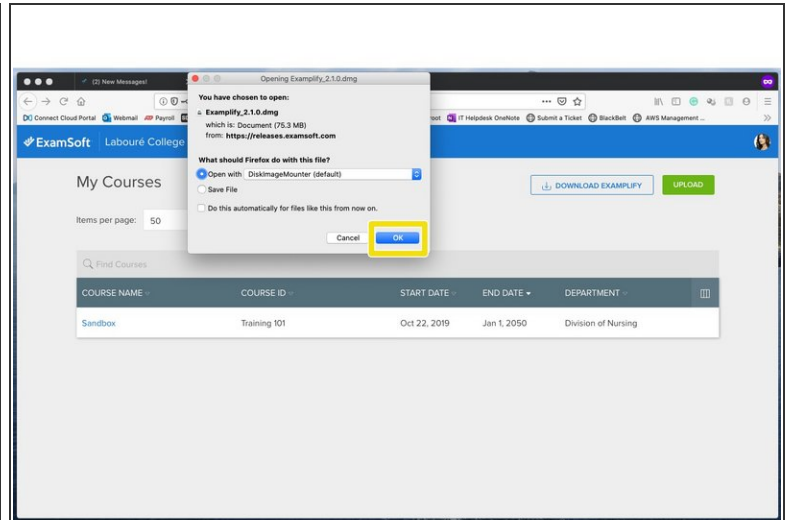 (2) New Messages!
Opening Examplify_2.1.0.dmg
You have chosen to open:
Examplify_2.1.0.dmg
which is: Document (75.3 MB)
from: https://releases.examsoft.com
What should Firefox do with this file?
Open with DiskImageMounter (default)
Save File
Do this automatically for files like this from now on.
Cancel OK
Connect Cloud Portal Webmail Payroll IT Helpdesk OneNote Submit a Ticket BlackBelt AWS Management ...
ExamSoft Labouré College
My Courses
DOWNLOAD EXAMPLIFY UPLOAD
Items per page: 50
Find Courses
COURSE NAME COURSE ID START DATE END DATE DEPARTMENT
Sandbox Training 101 Oct 22, 2019 Jan 1, 2050 Division of Nursing